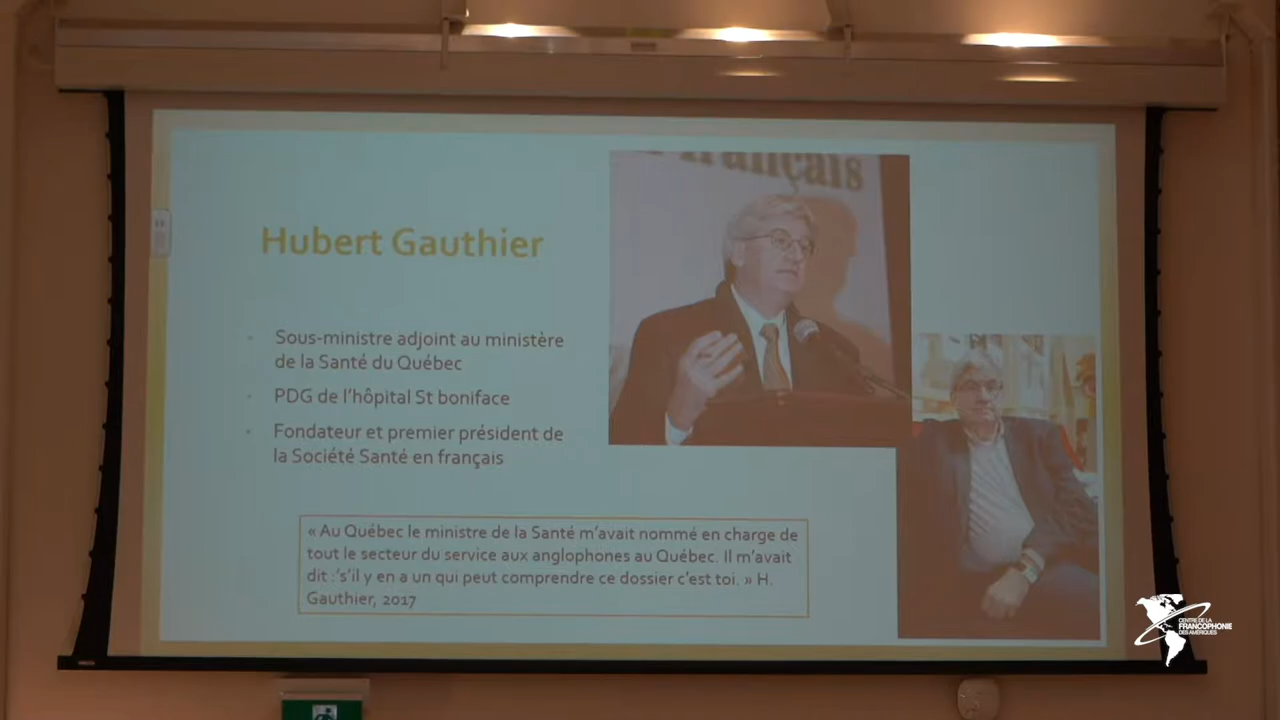 Français
Hubert Gauthier
Sous-ministre adjoint au ministère
de la Santé du Québec
PDG de l'hôpital St boniface
Fondateur et premier président de
la Société Santé en français
« Au Québec le ministre de la Santé m'avait nommé en charge de
tout le secteur du service aux anglophones au Québec. Il m'avait
dit :'s'il y en a un qui peut comprendre ce dossier c'est toi. » H.
Gauthier, 2017
CENTRE DE LA
FRANCOPHONIE
DES AMÉRIQUES